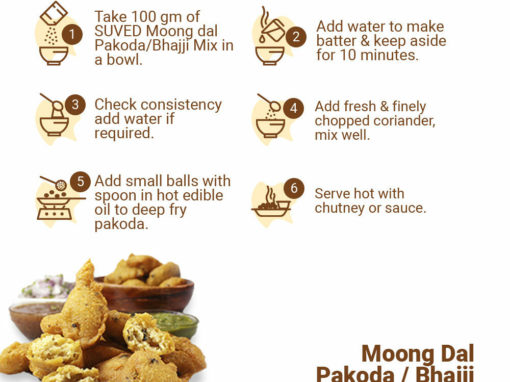 1
Take 100 gm of
SUVED Moong dal
Pakoda/Bhajji Mix in
a bowl.
2
Add water to make
batter & keep aside
for 10 minutes.
3
Check consistency
add water if
required.
4
Add fresh & finely
chopped coriander,
mix well.
5
Add small balls with
spoon in hot edible
oil to deep fry
pakoda.
6
Serve hot with
chutney or sauce.
Moong Dal
Pakoda / Bhajji